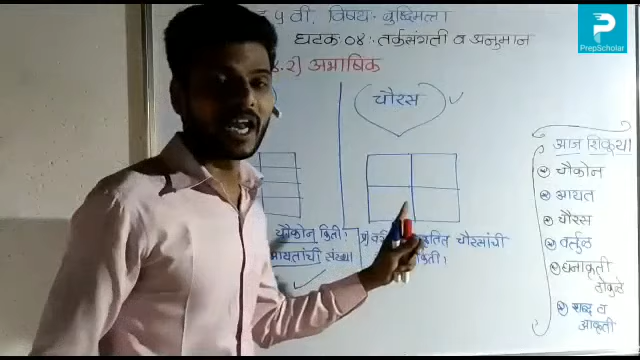 ५ वी, विषय:- बुद्धिमत्ता
घटक:०४:- तर्कसंगती व अनुमान
२) अभाषिक
चौरस
चौकोन किती?
आयतांची संख्या
चौरसांची
किती?
आज शिकूया
चौकोन
आयत
चौरस
वर्तुळ
घनाकृती
ठोकळे
शब्द व
आकृती
P
PrepScholar